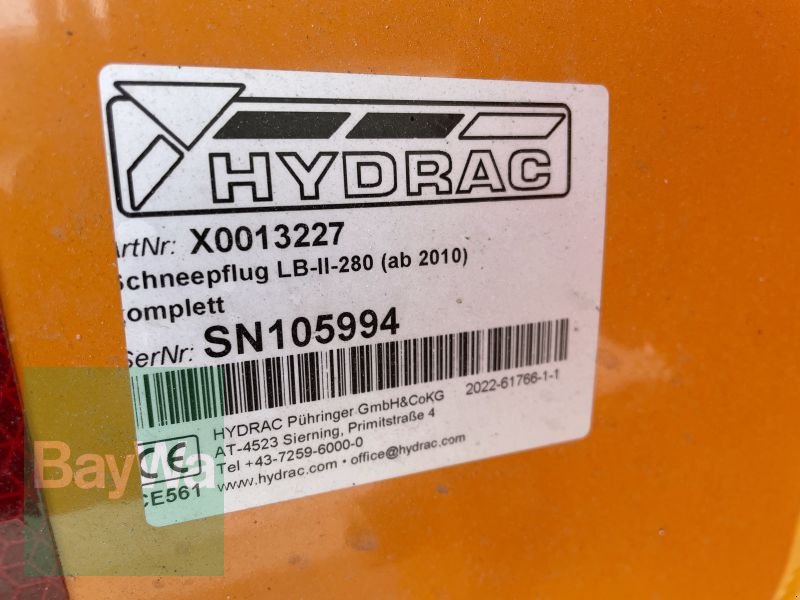 HYDRAC
ArtNr: X0013227
Schneepflug LB-II-280 (ab 2010)
komplett
SerNr: SN105994
2022-61766-1-1
HYDRAC Pühringer GmbH&CoKG
AT-4523 Sierning, Primitstraße 4
Tel +43-7259-6000-0
www.hydrac.com • office@hydrac.com
CE
CE561
BayWa